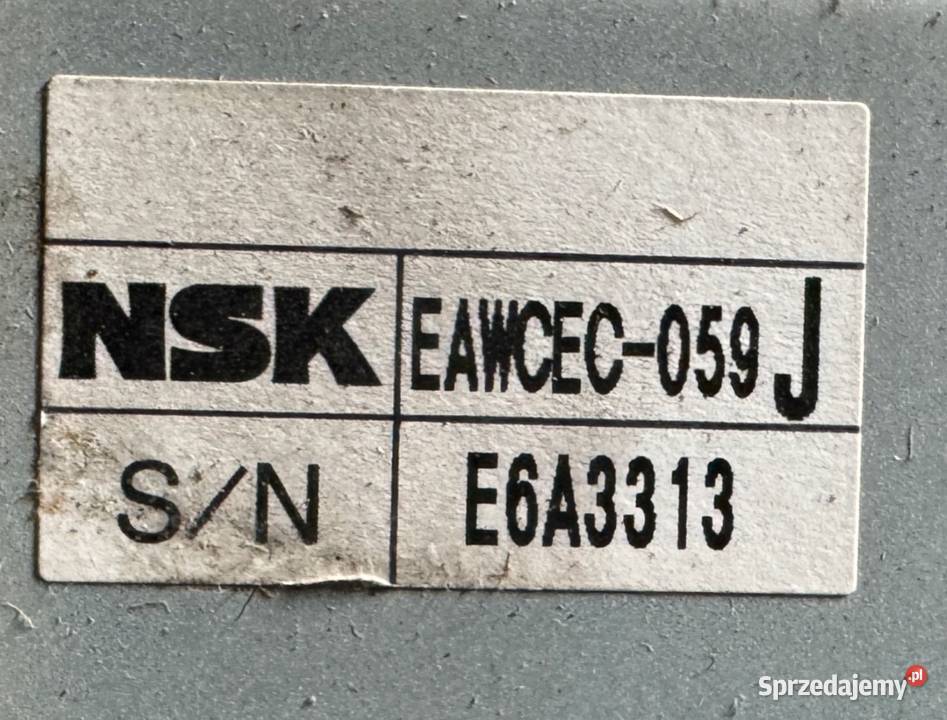 NSK EAWCEC-059 J
S/N E6A3313
Sprzedajemy.pl